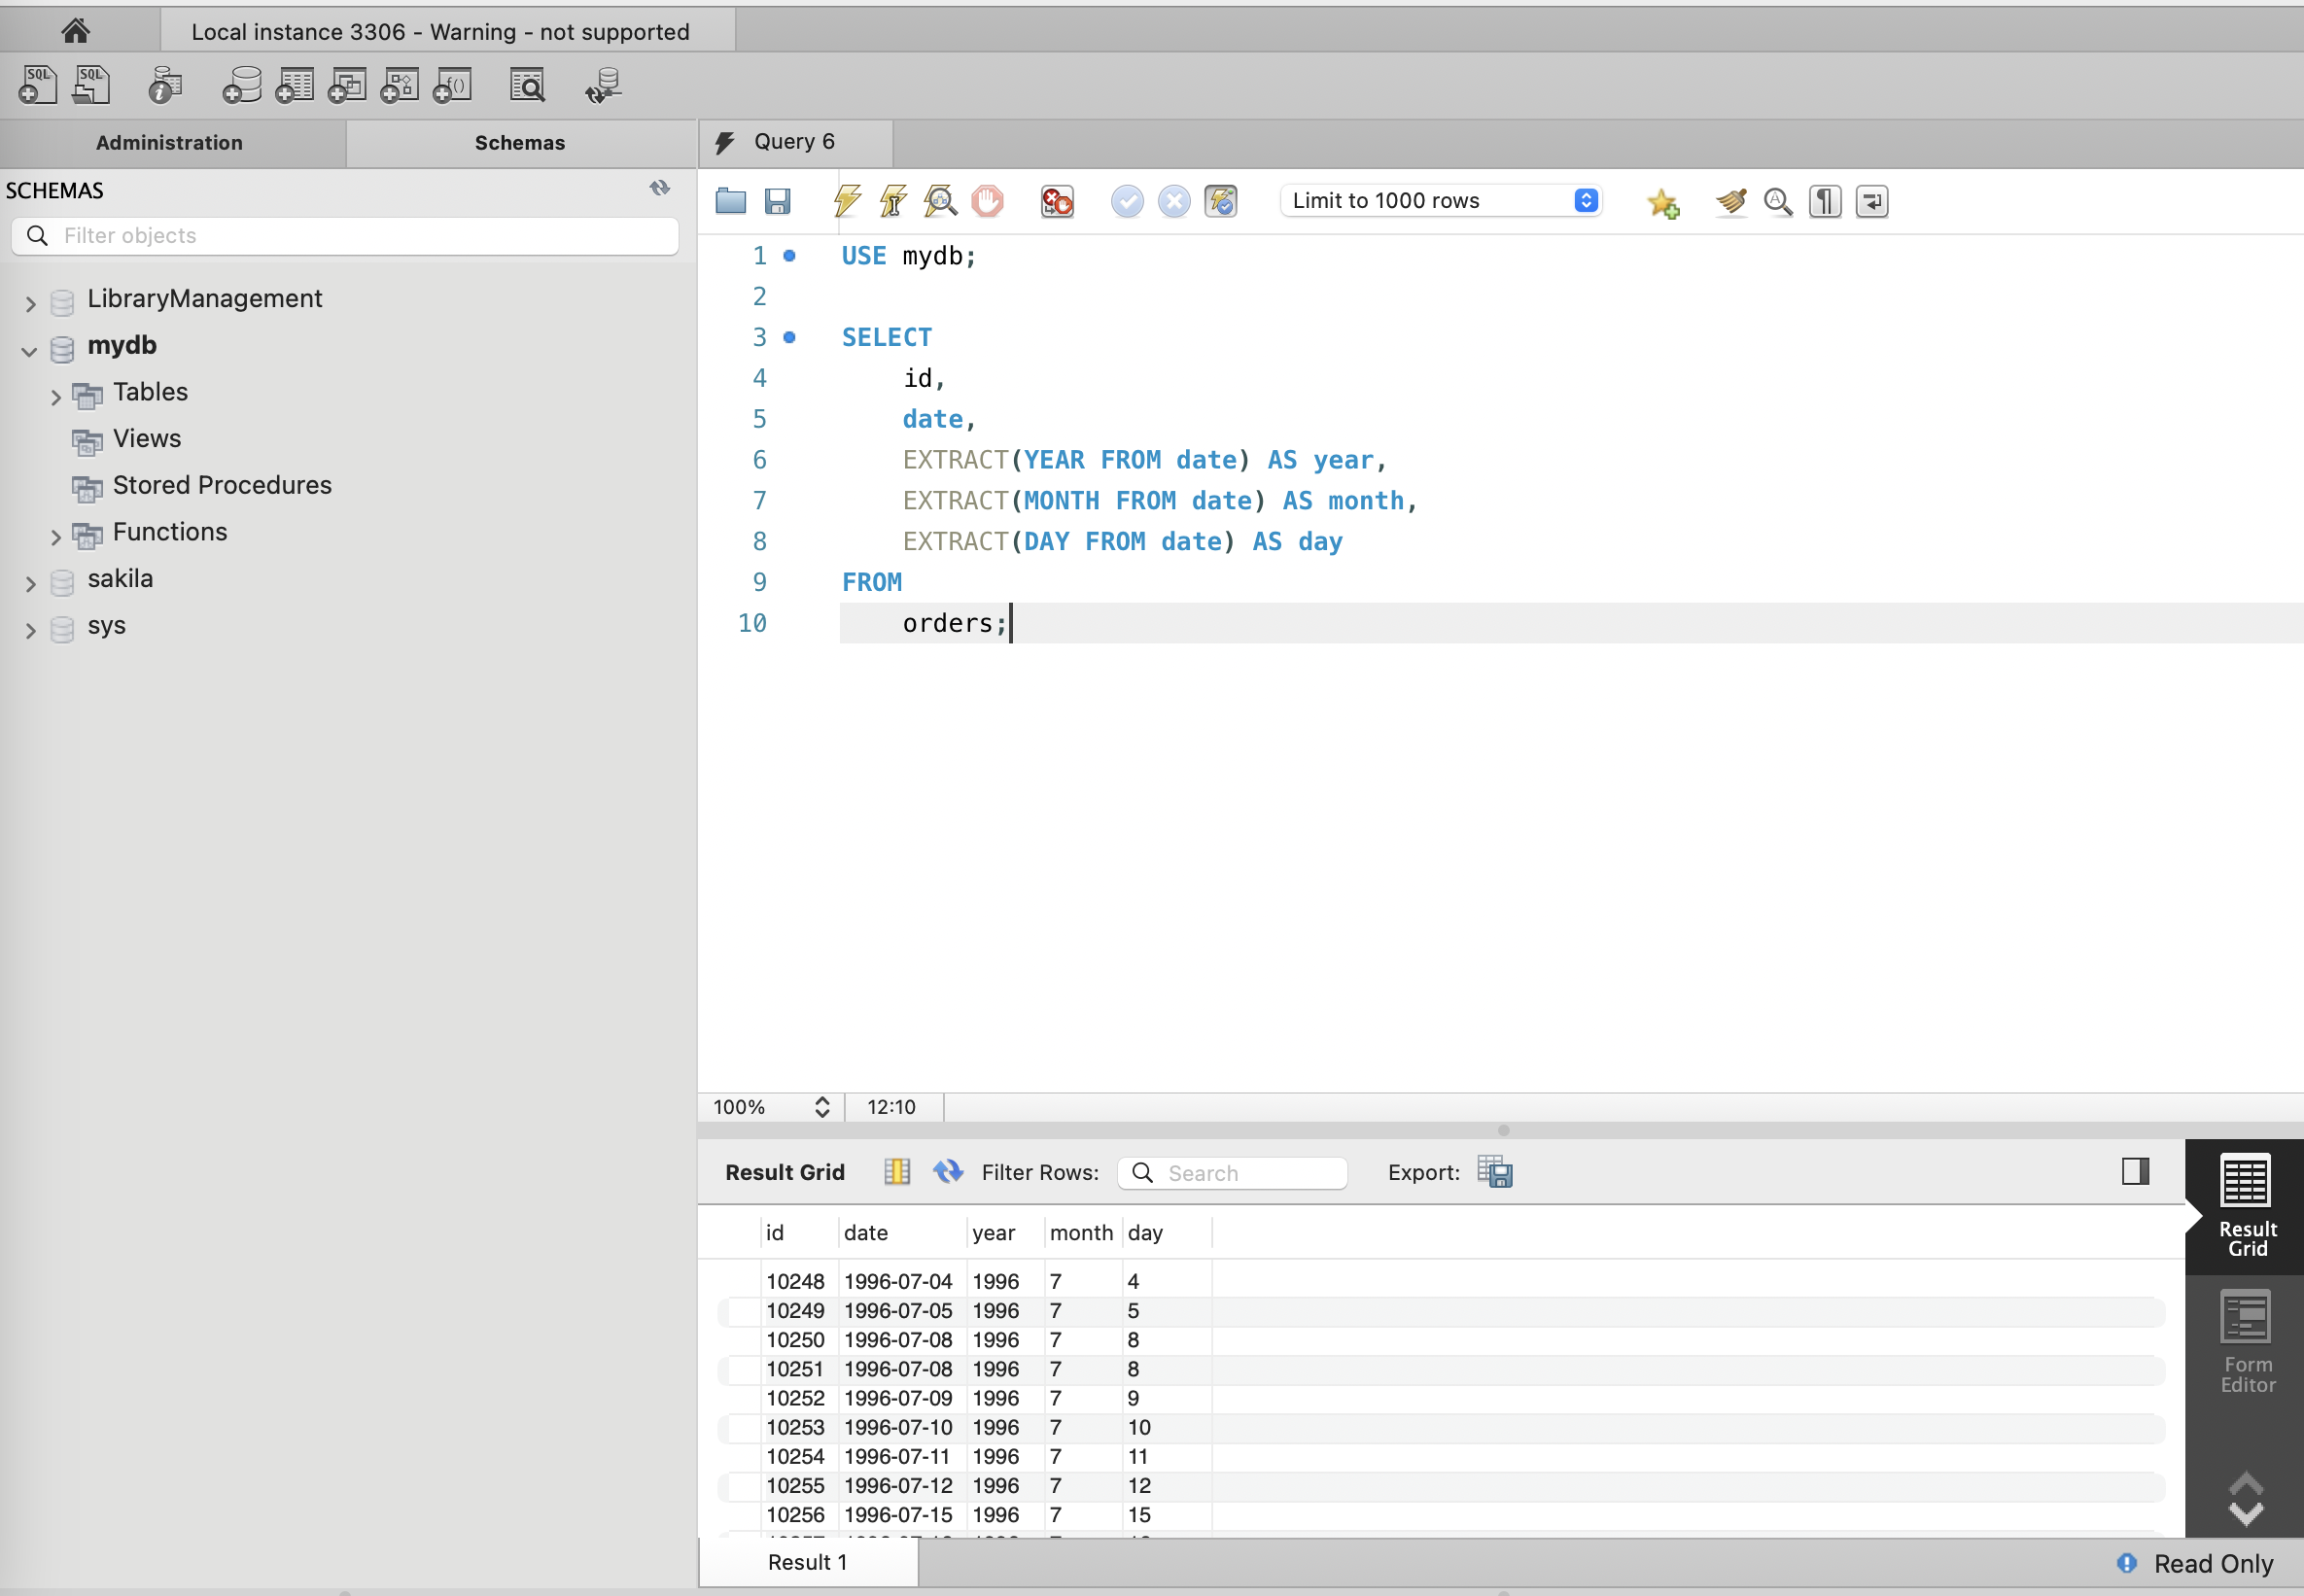 Local instance 3306 - Warning - not supported
SQL SQL
Administration Schemas Query 6
SCHEMAS
Filter objects
Limit to 1000 rows
LibraryManagement
mydb
Tables
Views
Stored Procedures
Functions
sakila
sys
1 USE mydb;
2
3 SELECT
4 id,
5 date,
6 EXTRACT(YEAR FROM date) AS year,
7 EXTRACT(MONTH FROM date) AS month,
8 EXTRACT(DAY FROM date) AS day
9 FROM
10 orders;
100% 12:10
Result Grid Filter Rows: Search Export:
id date year month day
10248 1996-07-04 1996 7 4
10249 1996-07-05 1996 7 5
10250 1996-07-08 1996 7 8
10251 1996-07-08 1996 7 8
10252 1996-07-09 1996 7 9
10253 1996-07-10 1996 7 10
10254 1996-07-11 1996 7 11
10255 1996-07-12 1996 7 12
10256 1996-07-15 1996 7 15
Result
Grid
Form
Editor
Result 1 Read Only